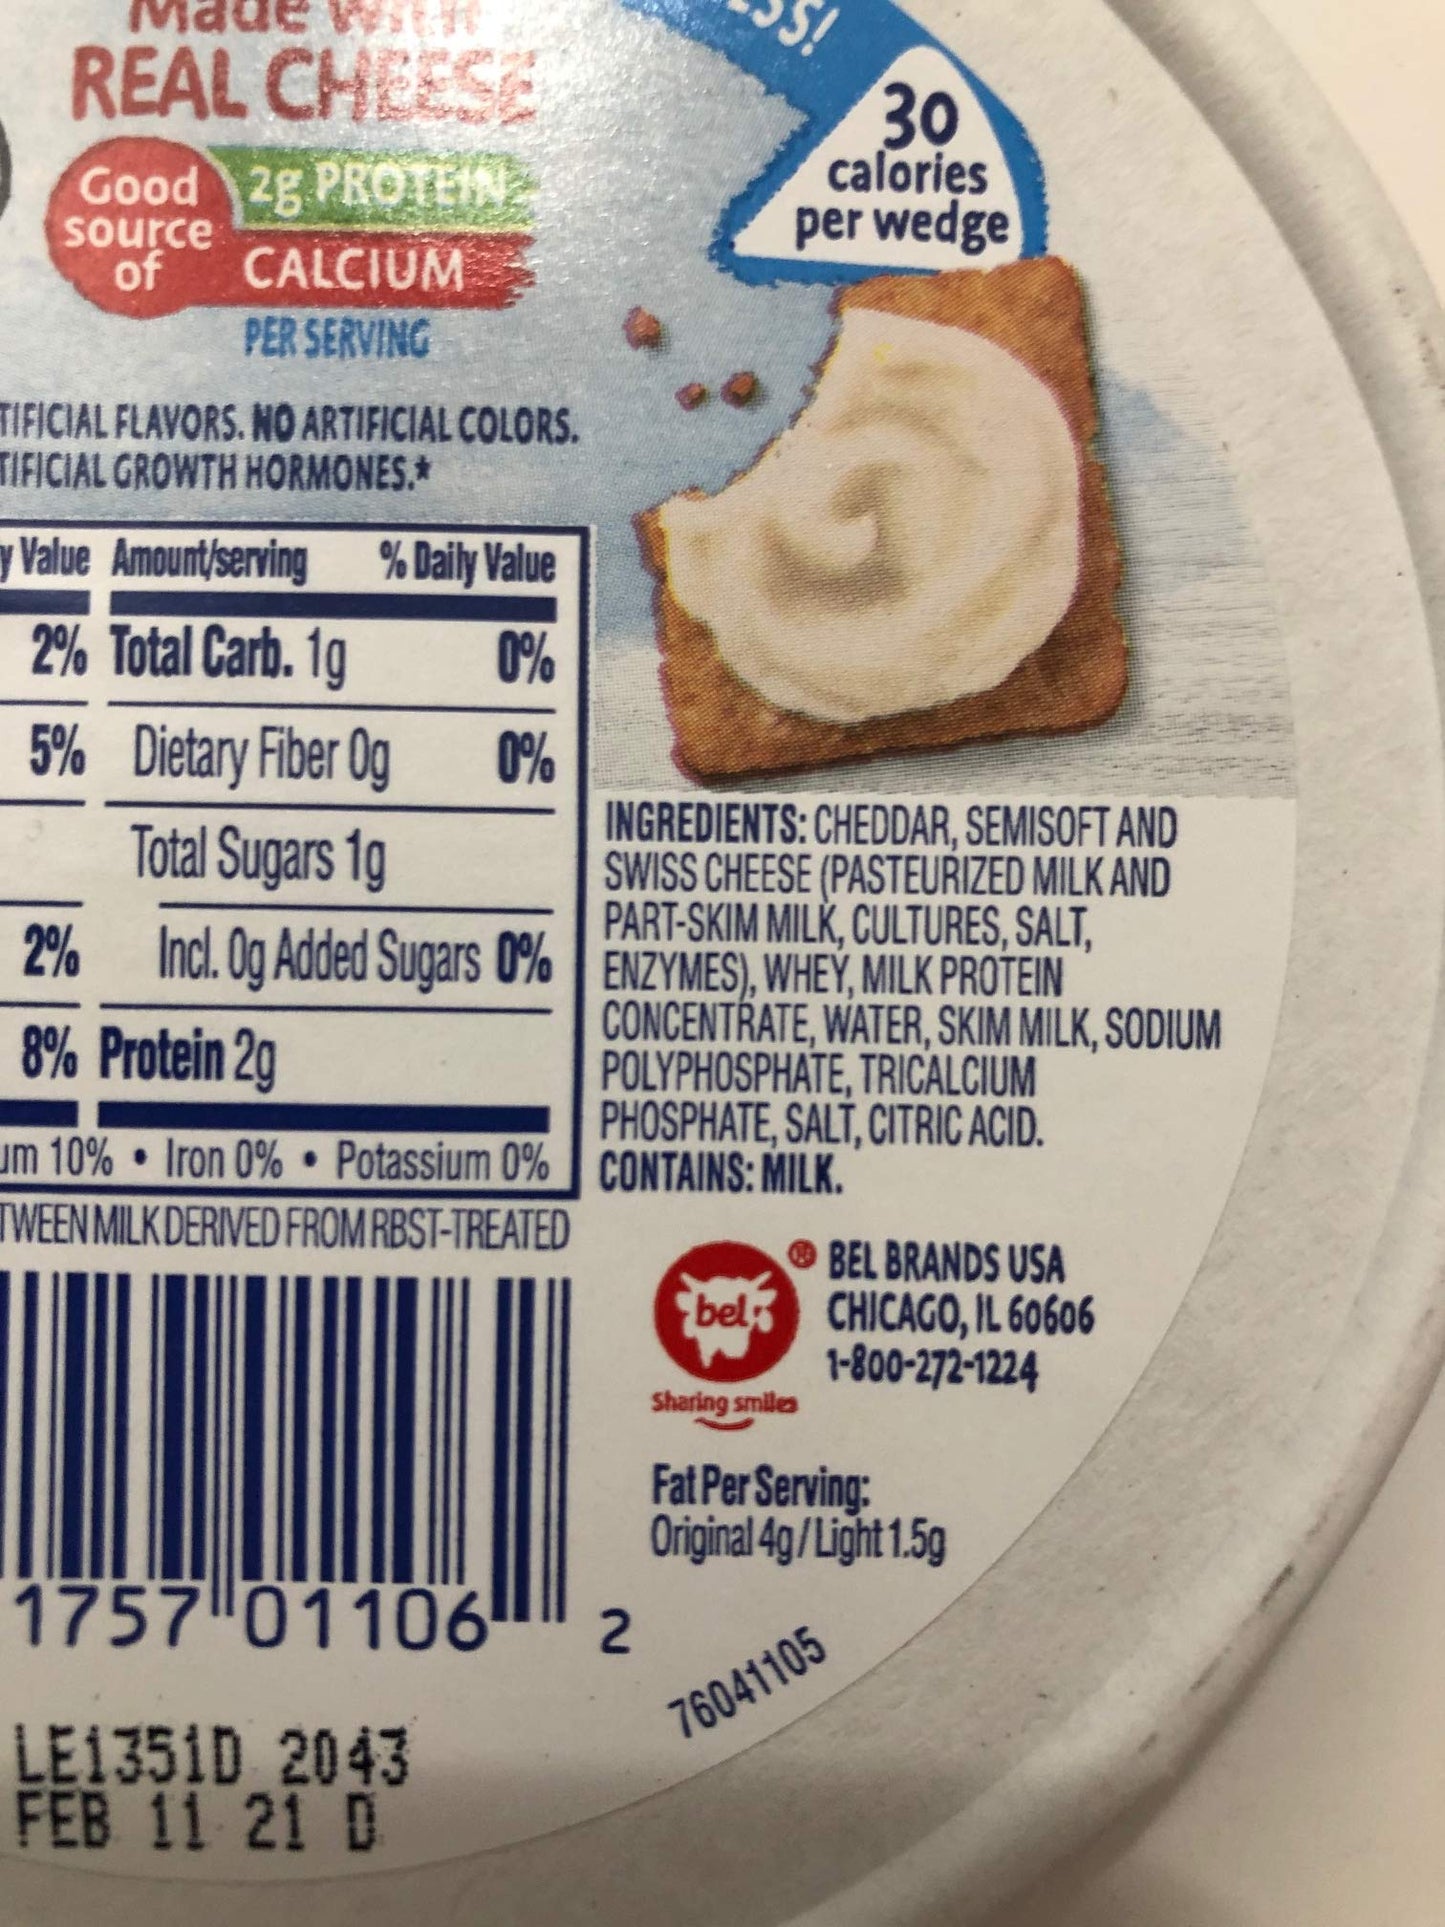 Made with
REAL CHEESE
ESS!
30
calories
per wedge
Good
source
of
2g PROTEIN
CALCIUM
PER SERVING
TIFICIAL FLAVORS. NO ARTIFICIAL COLORS.
TIFICIAL GROWTH HORMONES.*
y Value Amount/serving % Daily Value
2% Total Carb. 1g 0%
5% Dietary Fiber 0g 0%
Total Sugars 1g
2% Incl. 0g Added Sugars 0%
8% Protein 2g
um 10% • Iron 0% • Potassium 0%
TWEEN MILK DERIVED FROM RBST-TREATED
INGREDIENTS: CHEDDAR, SEMISOFT AND
SWISS CHEESE (PASTEURIZED MILK AND
PART-SKIM MILK, CULTURES, SALT,
ENZYMES), WHEY, MILK PROTEIN
CONCENTRATE, WATER, SKIM MILK, SODIUM
POLYPHOSPHATE, TRICALCIUM
PHOSPHATE, SALT, CITRIC ACID.
CONTAINS: MILK.
bel
Sharing smiles
® BEL BRANDS USA
CHICAGO, IL 60606
1-800-272-1224
Fat Per Serving:
Original 4g / Light 1.5g
1757 01106 2
76041105
LE1351D 2043
FEB 11 21 D